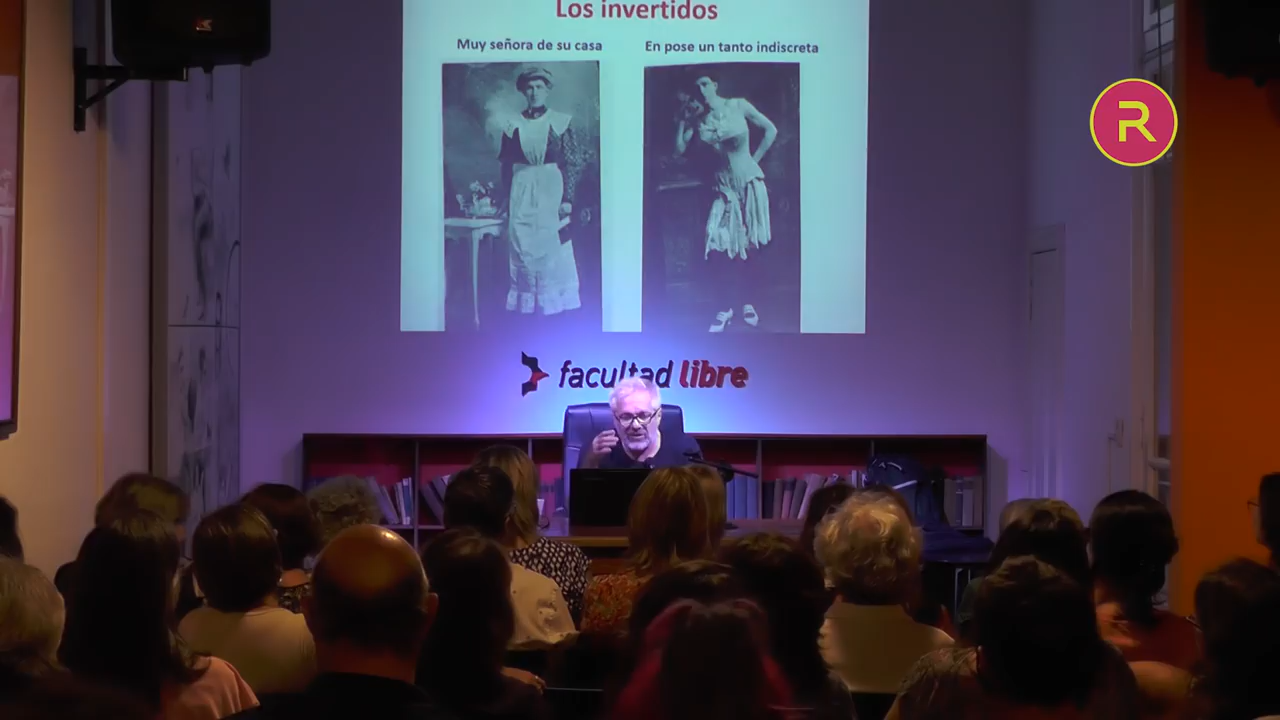 Los invertidos
Muy señora de su casa
En pose un tanto indiscreta
R
facultad libre